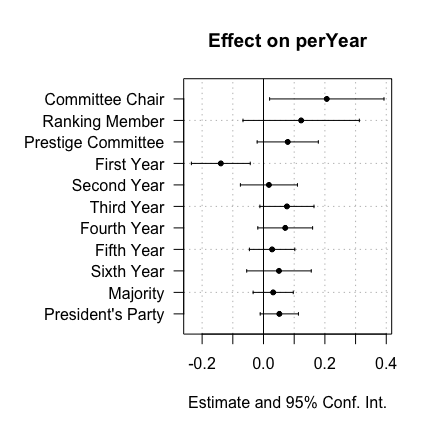 Effect on perYear
Committee Chair
Ranking Member
Prestige Committee
First Year
Second Year
Third Year
Fourth Year
Fifth Year
Sixth Year
Majority
President's Party
-0.2 0.0 0.2 0.4
Estimate and 95% Conf. Int.